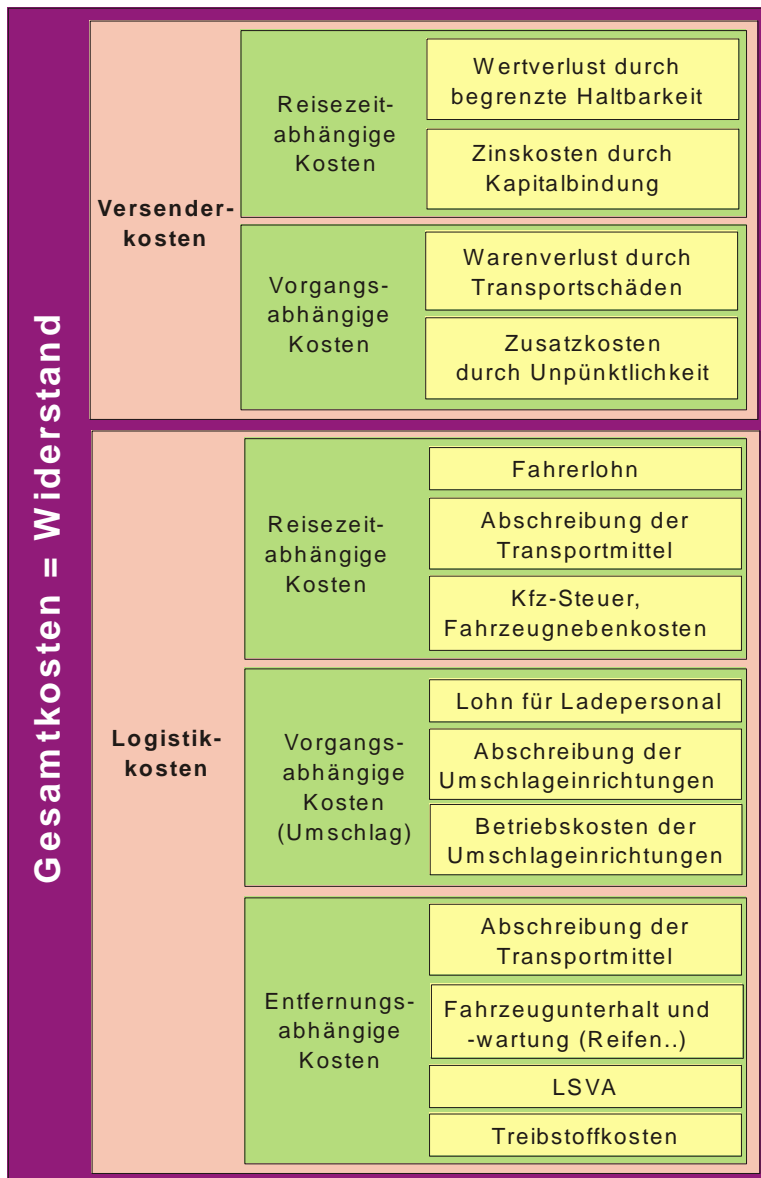 Gesamtkosten = Widerstand
Versender-
kosten
Reisezeit-
abhängige
Kosten
Wertverlust durch
begrenzte Haltbarkeit
Zinskosten durch
Kapitalbindung
Vorgangs-
abhängige
Kosten
Warenverlust durch
Transportschäden
Zusatzkosten
durch Unpünktlichkeit
Logistik-
kosten
Reisezeit-
abhängige
Kosten
Fahrerlohn
Abschreibung der
Transportmittel
Kfz-Steuer,
Fahrzeugnebenkosten
Vorgangs-
abhängige
Kosten
(Umschlag)
Lohn für Ladepersonal
Abschreibung der
Umschlageinrichtungen
Betriebskosten der
Umschlageinrichtungen
Entfernungs-
abhängige
Kosten
Abschreibung der
Transportmittel
Fahrzeugunterhalt und
-wartung (Reifen..)
LSVA
Treibstoffkosten